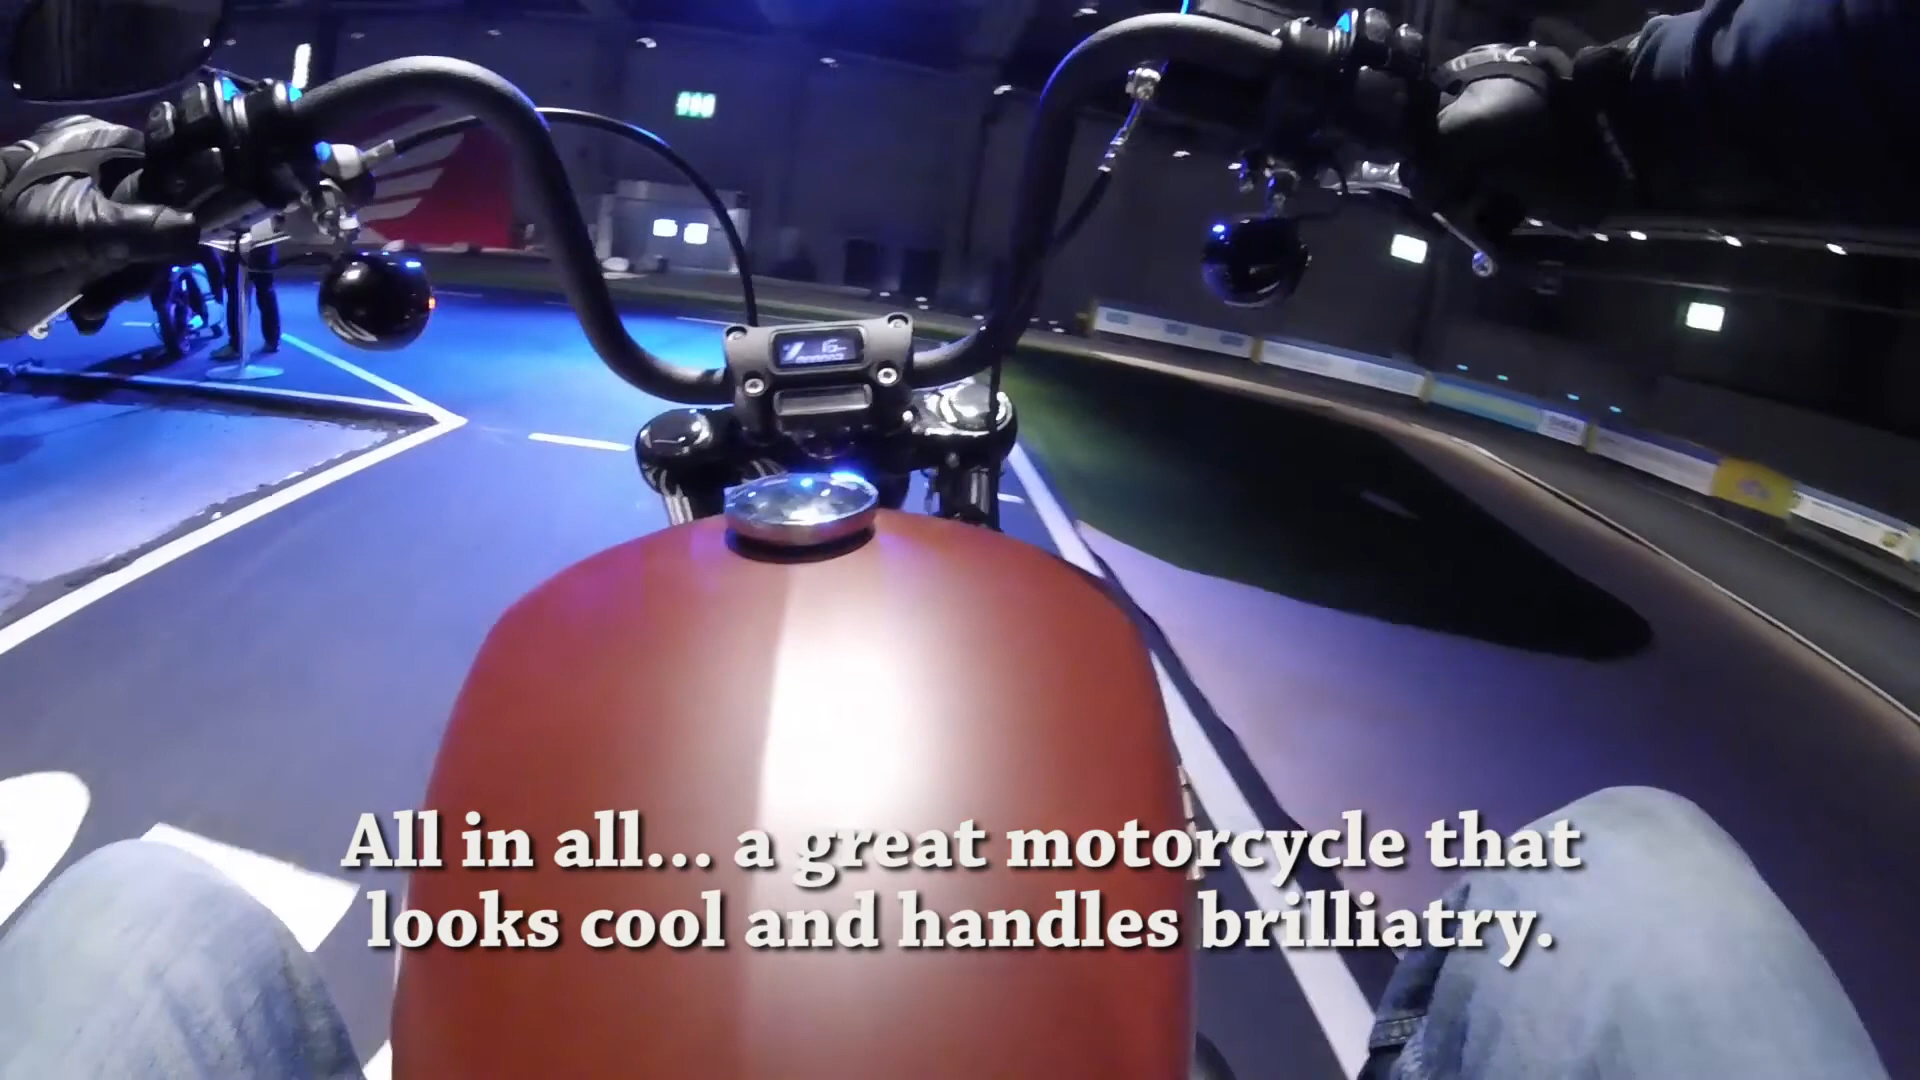 All in all... a great motorcycle that
looks cool and handles brilliatry.